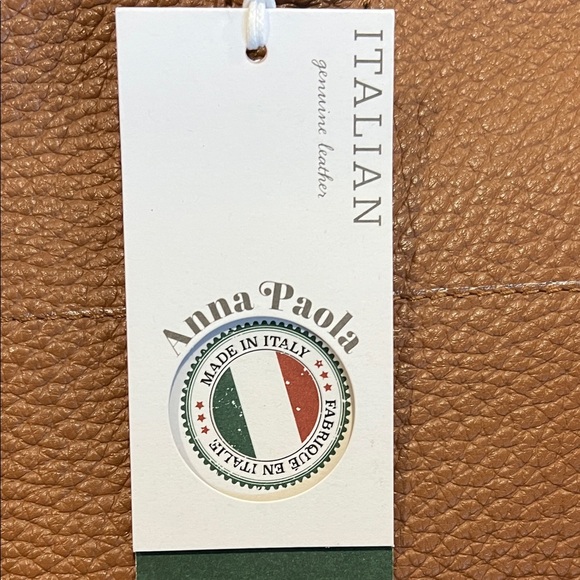 ITALIAN
genuine leather
Anna Paola
MADE IN ITALY
FABRIQUE EN ITALIE